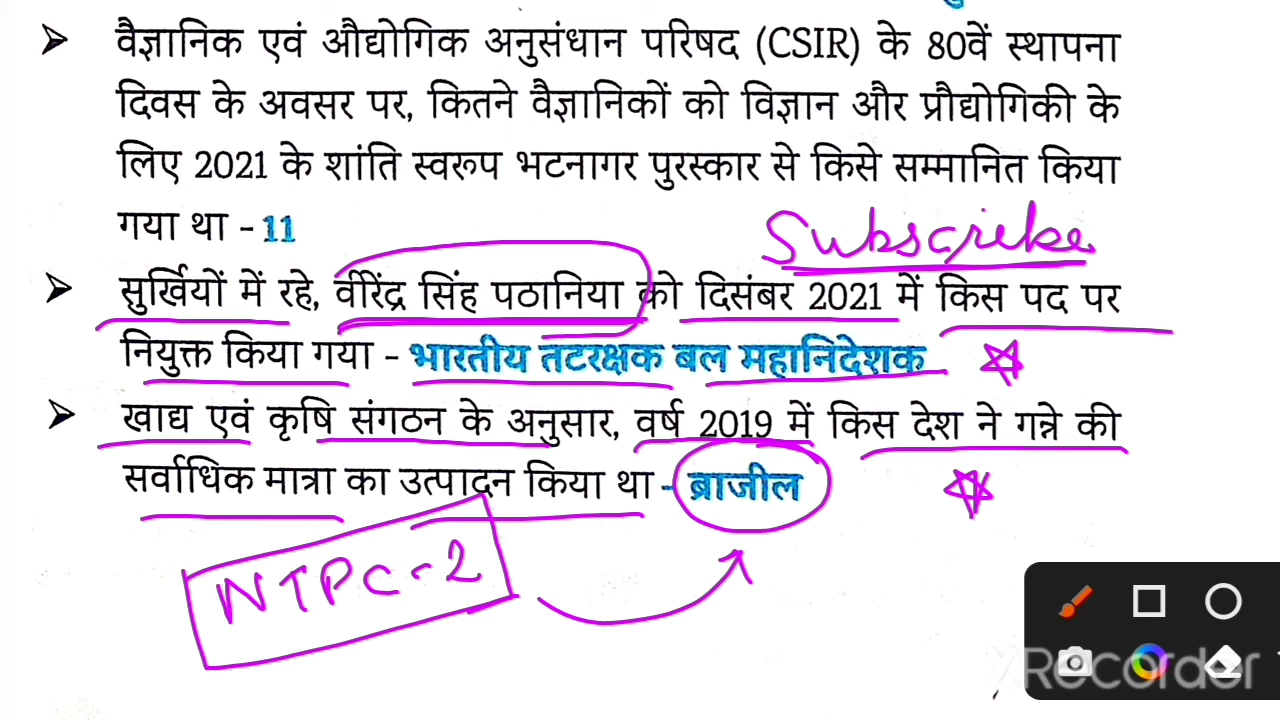 ➤ वैज्ञानिक एवं औद्योगिक अनुसंधान परिषद (CSIR) के 80वें स्थापना
दिवस के अवसर पर, कितने वैज्ञानिकों को विज्ञान और प्रौद्योगिकी के
लिए 2021 के शांति स्वरूप भटनागर पुरस्कार से किसे सम्मानित किया
गया था - 11
Subscribe
➤ सुर्खियों में रहे, वीरेंद्र सिंह पठानिया को दिसंबर 2021 में किस पद पर
नियुक्त किया गया - भारतीय तटरक्षक बल महानिदेशक
➤ खाद्य एवं कृषि संगठन के अनुसार, वर्ष 2019 में किस देश ने गन्ने की
सर्वाधिक मात्रा का उत्पादन किया था - ब्राजील
NTPC-2
XRecorder